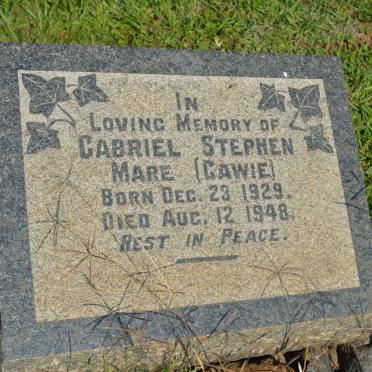 In
Loving Memory of
Gabriel Stephen
Mare (Gawie)
Born Dec. 23 1929.
Died Aug. 12 1948.
Rest in Peace.